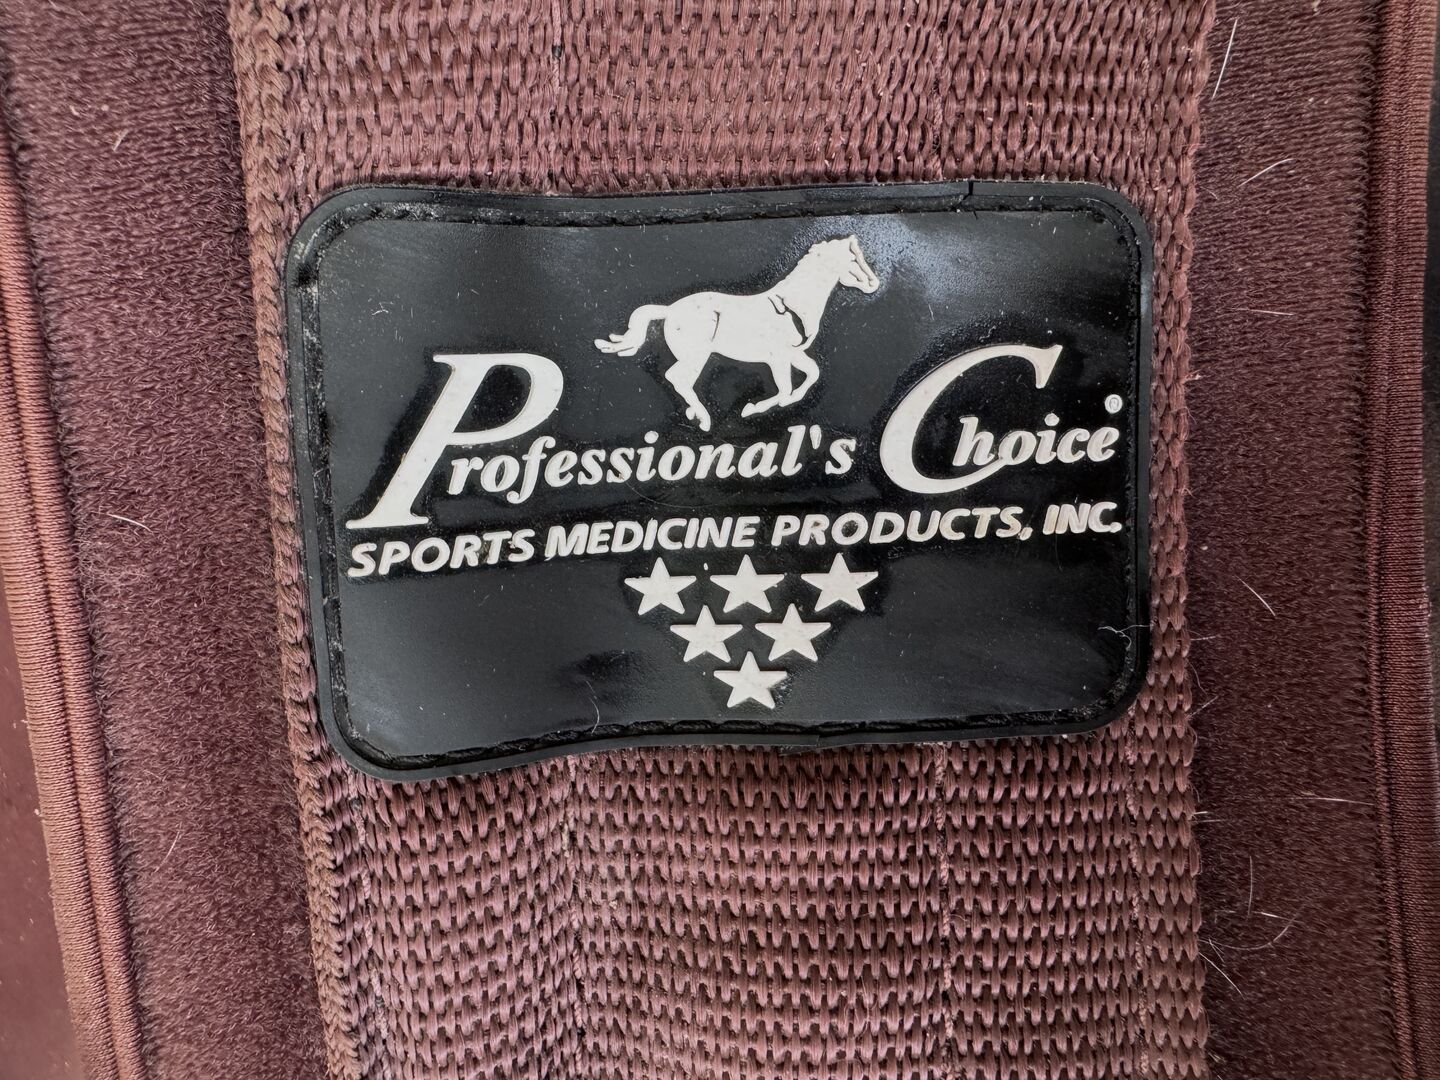 Professional's Choice®
SPORTS MEDICINE PRODUCTS, INC.